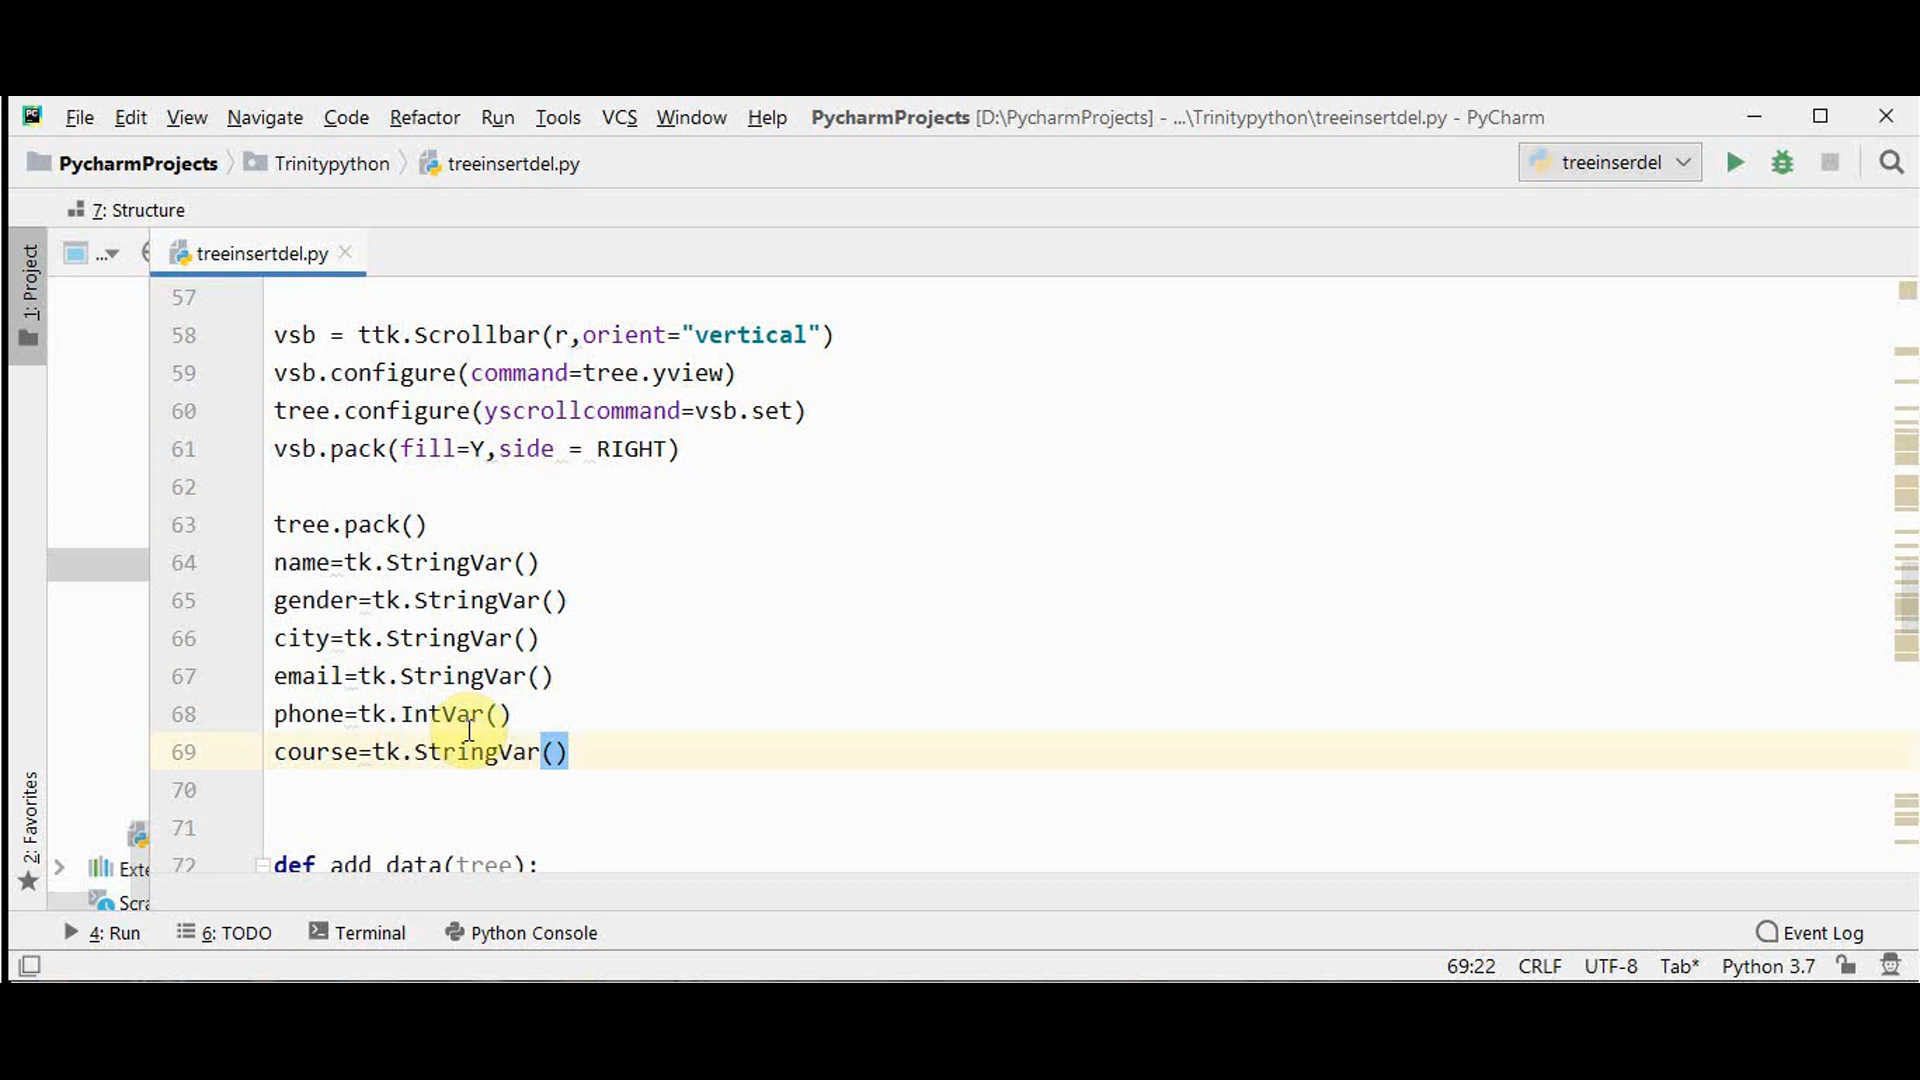 File Edit View Navigate Code Refactor Run Tools VCS Window Help PycharmProjects [D:\PycharmProjects] - ...\Trinitypython\treeinsertdel.py - PyCharm
PycharmProjects Trinitypython treeinsertdel.py treeinserdel
7: Structure
1: Project
... treeinsertdel.py
57
58 vsb = ttk.Scrollbar(r,orient="vertical")
59 vsb.configure(command=tree.yview)
60 tree.configure(yscrollcommand=vsb.set)
61 vsb.pack(fill=Y,side = RIGHT)
62
63 tree.pack()
64 name=tk.StringVar()
65 gender=tk.StringVar()
66 city=tk.StringVar()
67 email=tk.StringVar()
68 phone=tk.IntVar()
69 course=tk.StringVar()
70
71
72 def add_data(tree):
2: Favorites
Exte
Scra
4: Run 6: TODO Terminal Python Console Event Log
69:22 CRLF UTF-8 Tab* Python 3.7